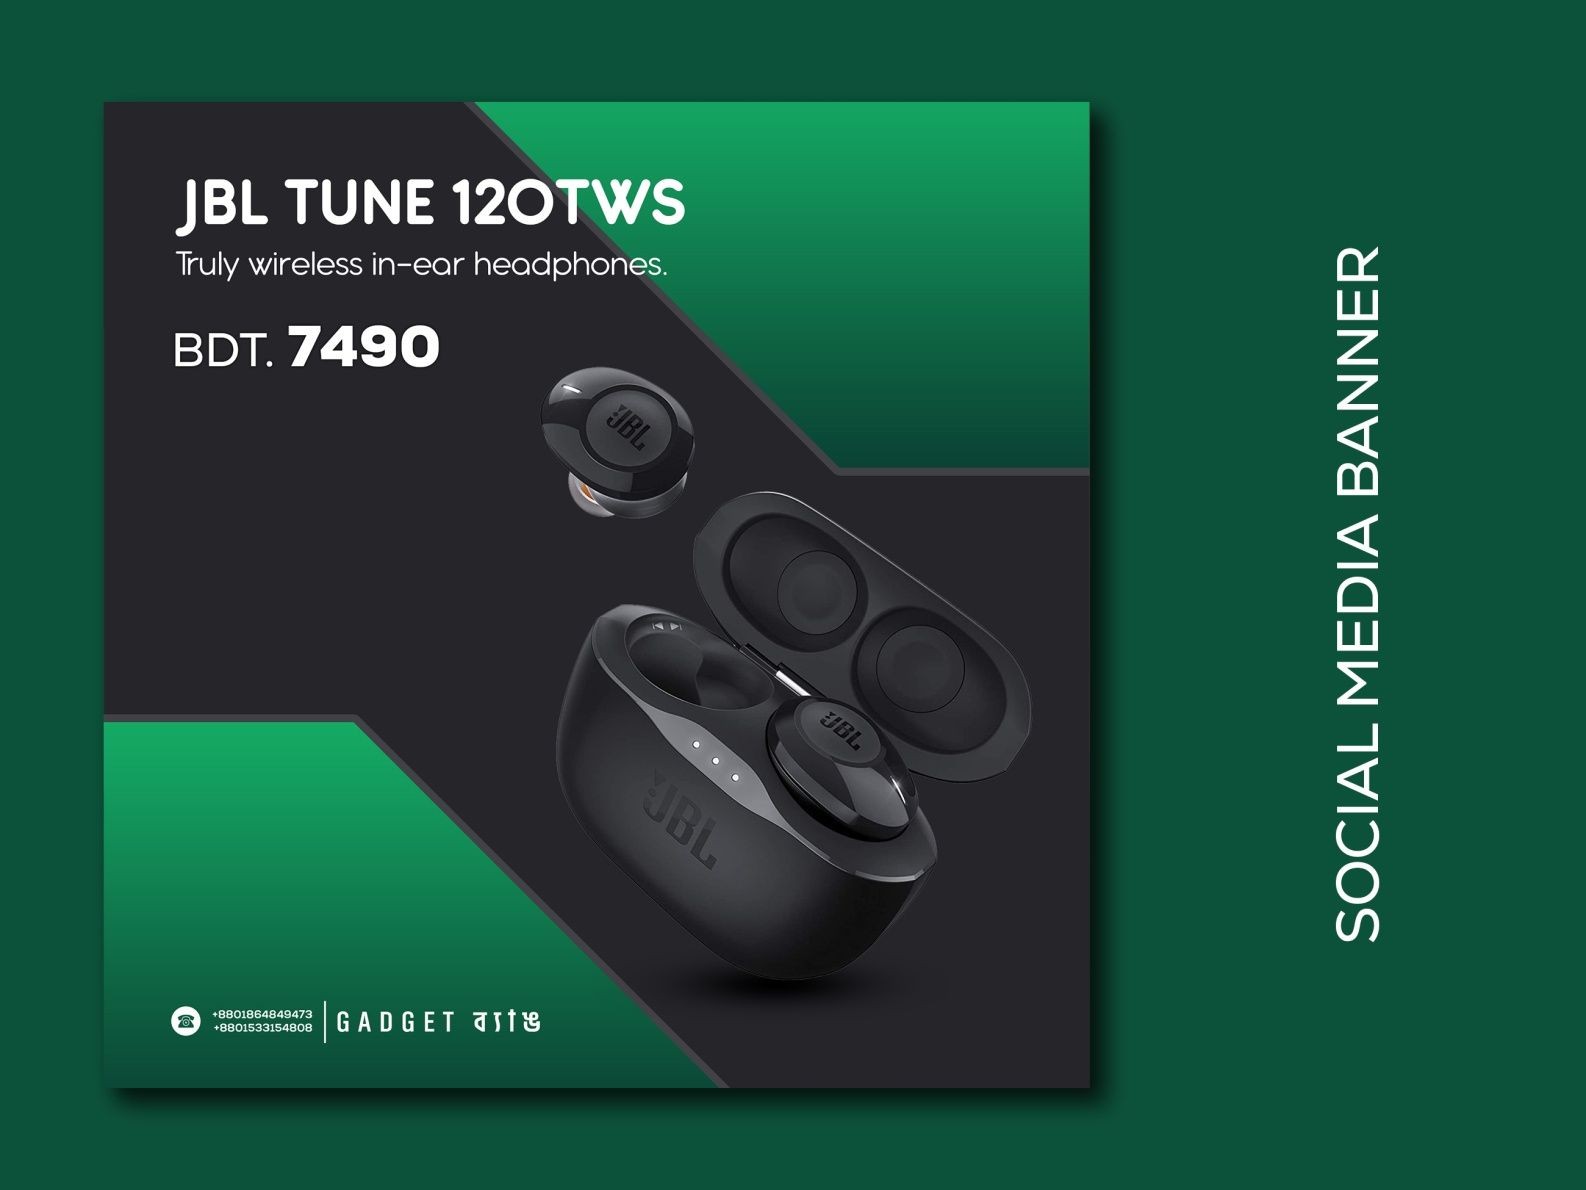 JBL TUNE 120TWS
Truly wireless in-ear headphones.
BDT. 7490
JBL
JBL
JBL
+8801864849473
+8801533154808
GADGET ব্যাঙ
SOCIAL MEDIA BANNER